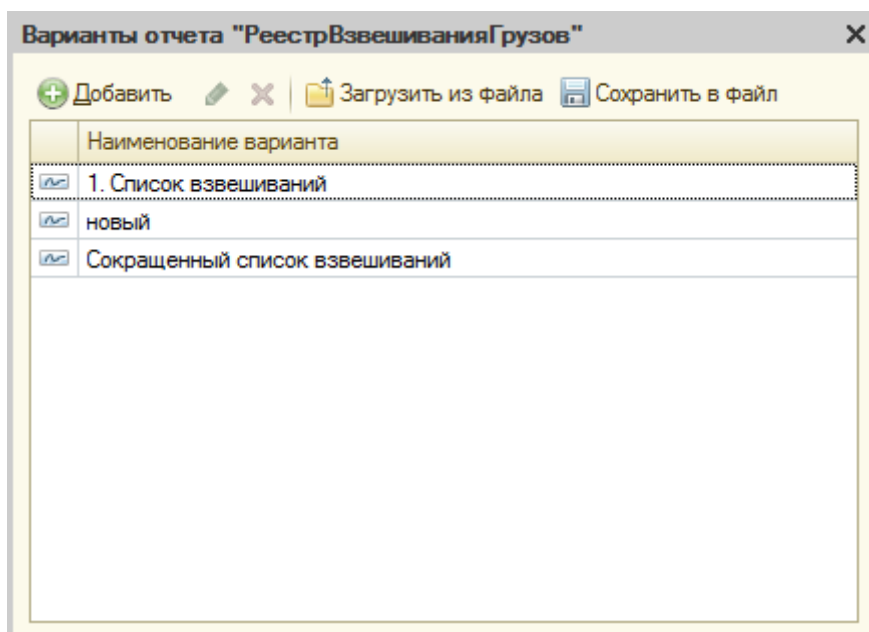 Варианты отчета "РеестрВзвешиванияГрузов"
Добавить Загрузить из файла Сохранить в файл
Наименование варианта
1. Список взвешиваний
новый
Сокращенный список взвешиваний